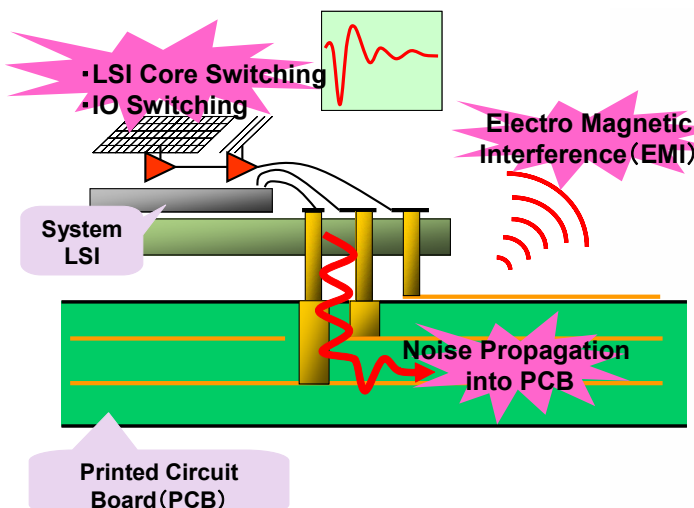 ・LSI Core Switching
・IO Switching
Electro Magnetic
Interference（EMI）
System
LSI
Noise Propagation
into PCB
Printed Circuit
Board（PCB）